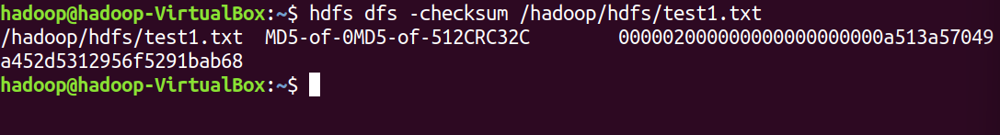 hadoop@hadoop-VirtualBox:~$ hdfs dfs -checksum /hadoop/hdfs/test1.txt
/hadoop/hdfs/test1.txt  MD5-of-0MD5-of-512CRC32C        000002000000000000000000a513a57049
a452d5312956f5291bab68
hadoop@hadoop-VirtualBox:~$